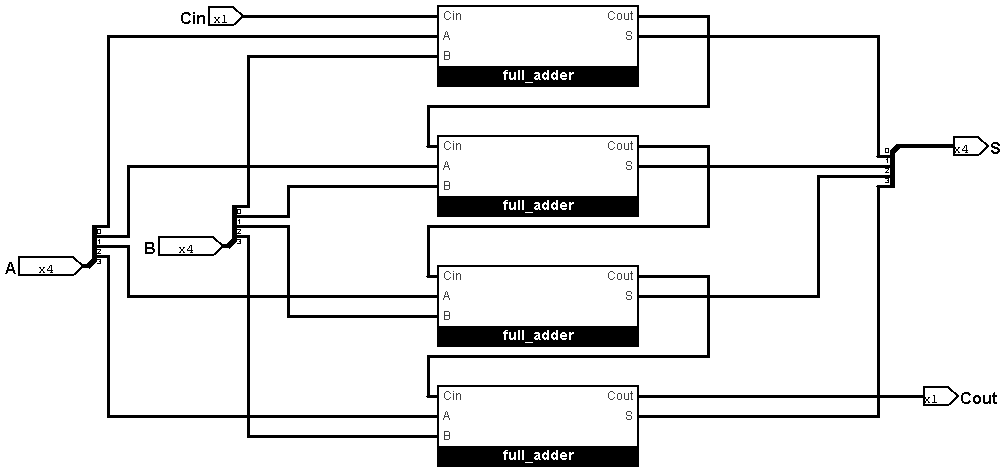 Cin x1
Cin Cout
A S
B
full_adder
Cin Cout
A S
B
full_adder
0
1
2
3
x4 S
A x4
0
1
2
3
B x4
0
1
2
3
Cin Cout
A S
B
full_adder
Cin Cout
A S
B
full_adder
x1 Cout